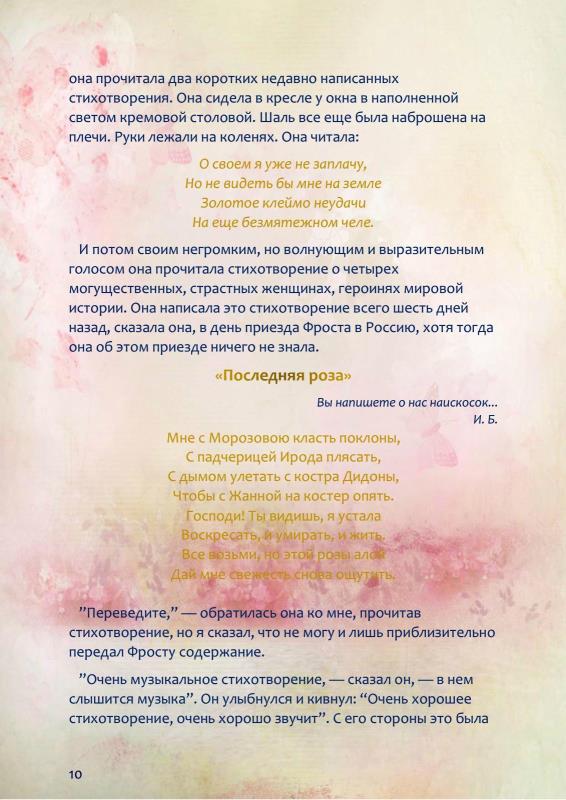 она прочитала два коротких недавно написанных
стихотворения. Она сидела в кресле у окна в наполненной
светом кремовой столовой. Шаль все еще была наброшена на
плечи. Руки лежали на коленях. Она читала:
О своем я уже не заплачу,
Но не видеть бы мне на земле
Золотое клеймо неудачи
На еще безмятежном челе.
И потом своим негромким, но волнующим и выразительным
голосом она прочитала стихотворение о четырех
могущественных, страстных женщинах, героинях мировой
истории. Она написала это стихотворение всего шесть дней
назад, сказала она, в день приезда Фроста в Россию, хотя тогда
она об этом приезде ничего не знала.
«Последняя роза»
Вы напишете о нас наискосок...
И. Б.
Мне с Морозовою класть поклоны,
С падчерицей Ирода плясать,
С дымом улетать с костра Дидоны,
Чтобы с Жанной на костер опять.
Господи! Ты видишь, я устала
Воскресать, и умирать, и жить.
Все возьми, но этой розы алой
Дай мне свежесть снова ощутить.
”Переведите,” — обратилась она ко мне, прочитав
стихотворение, но я сказал, что не могу и лишь приблизительно
передал Фросту содержание.
”Очень музыкальное стихотворение, — сказал он, — в нем
слышится музыка”. Он улыбнулся и кивнул: “Очень хорошее
стихотворение, очень хорошо звучит”. С его стороны это была
10